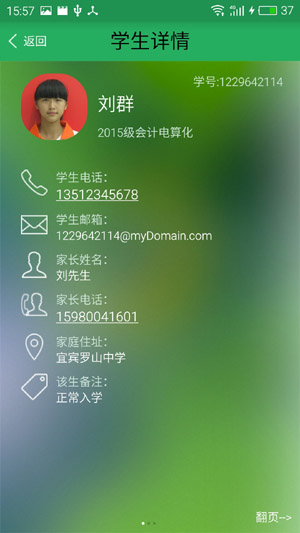 15:57
4G
37
返回
学生详情
学号:1229642114
刘群
2015级会计电算化
学生电话：
13512345678
学生邮箱：
1229642114@myDomain.com
家长姓名：
刘先生
家长电话：
15980041601
家庭住址：
宜宾罗山中学
该生备注：
正常入学
翻页-->